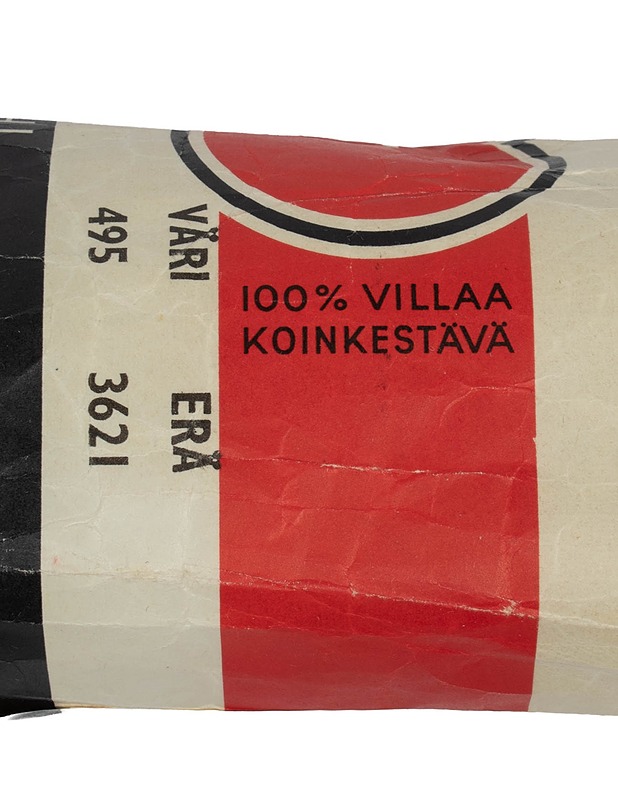 VÄRI ERÄ
495 3621
100% VILLAA
KOINKESTÄVÄ